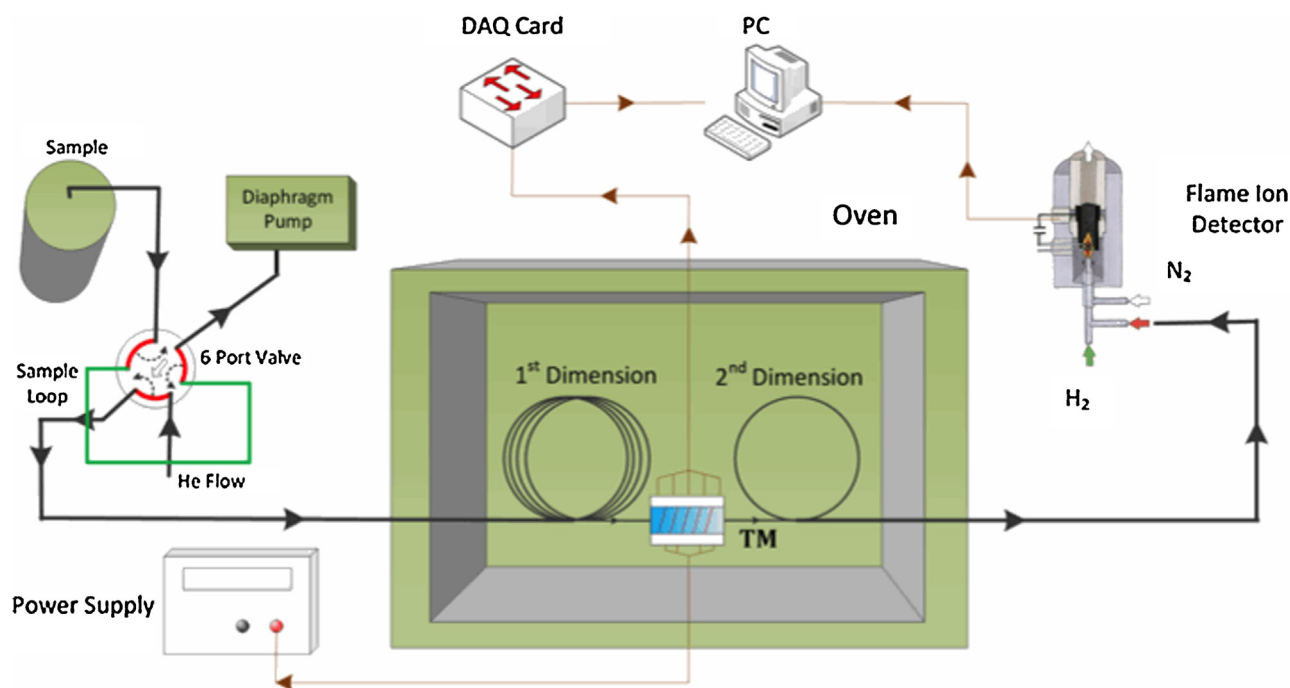 DAQ Card
PC
Sample
Diaphragm
Pump
Oven
Flame Ion
Detector
N₂
6 Port Valve
Sample
Loop
1st Dimension
2nd Dimension
H₂
He Flow
TM
Power Supply